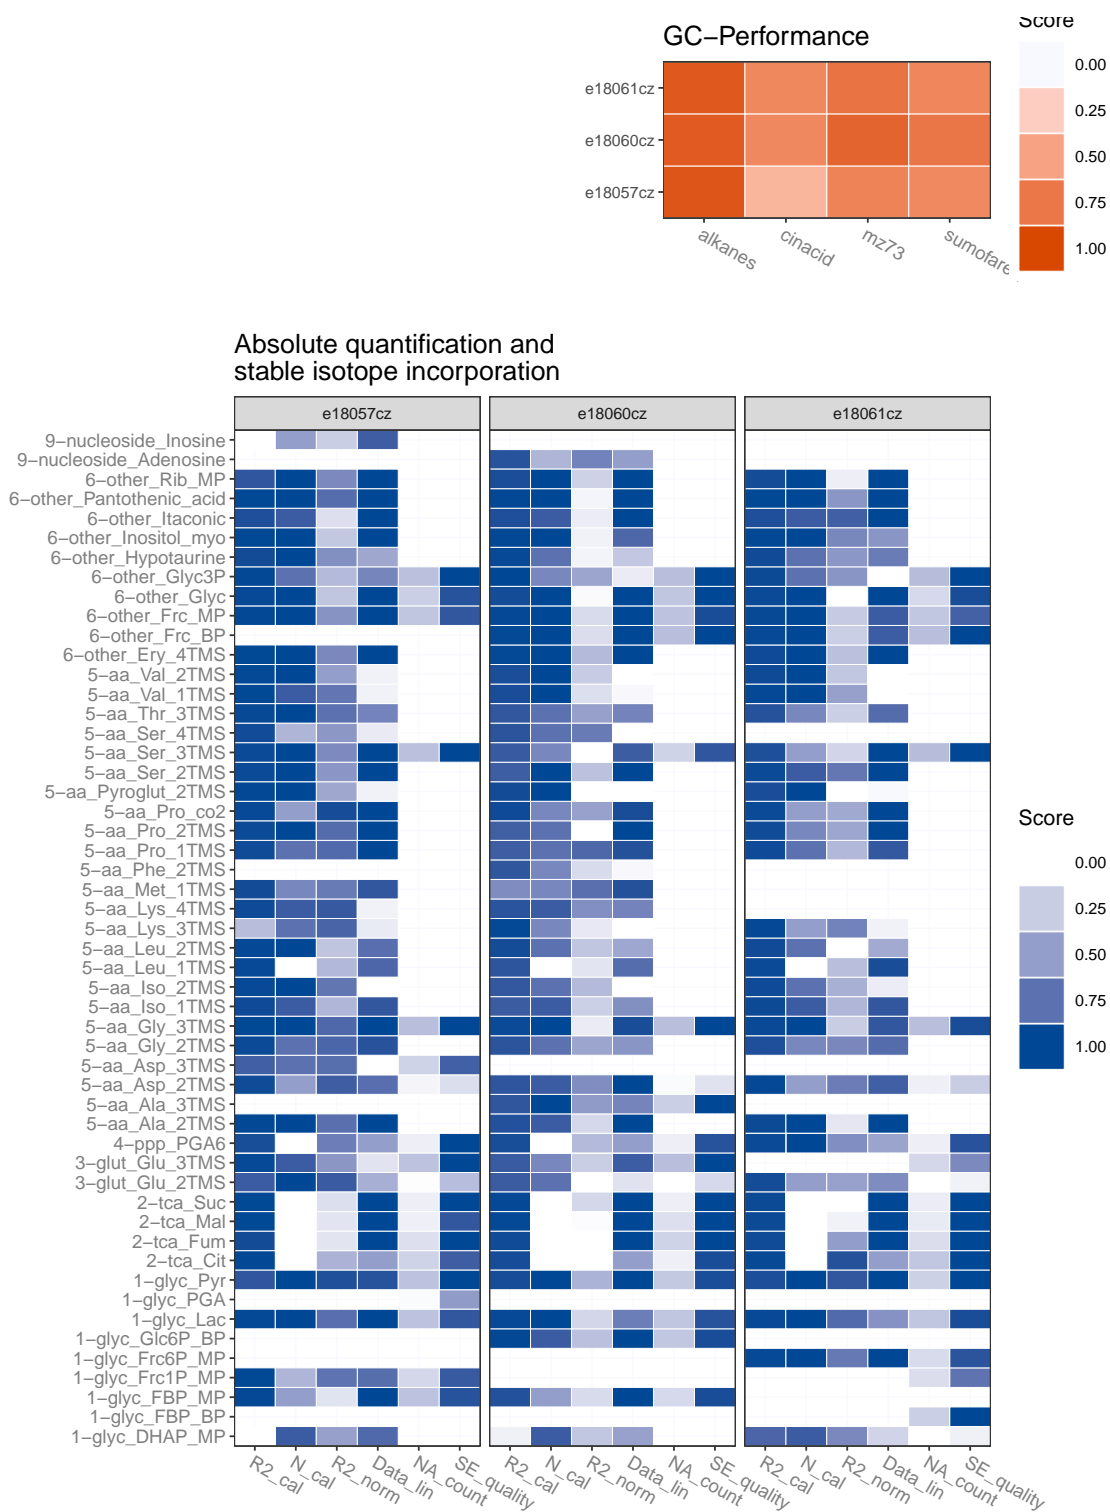 Score
GC−Performance
0.00
0.25
0.50
0.75
1.00
e18061cz
e18060cz
e18057cz
alkanes
cinacid
mz73
sumofare
Absolute quantification and
stable isotope incorporation
e18057cz
e18060cz
e18061cz
9−nucleoside_Inosine
9−nucleoside_Adenosine
6−other_Rib_MP
6−other_Pantothenic_acid
6−other_Itaconic
6−other_Inositol_myo
6−other_Hypotaurine
6−other_Glyc3P
6−other_Glyc
6−other_Frc_MP
6−other_Frc_BP
6−other_Ery_4TMS
5−aa_Val_2TMS
5−aa_Val_1TMS
5−aa_Thr_3TMS
5−aa_Ser_4TMS
5−aa_Ser_3TMS
5−aa_Ser_2TMS
5−aa_Pyroglut_2TMS
5−aa_Pro_co2
5−aa_Pro_2TMS
5−aa_Pro_1TMS
5−aa_Phe_2TMS
5−aa_Met_1TMS
5−aa_Lys_4TMS
5−aa_Lys_3TMS
5−aa_Leu_2TMS
5−aa_Leu_1TMS
5−aa_Iso_2TMS
5−aa_Iso_1TMS
5−aa_Gly_3TMS
5−aa_Gly_2TMS
5−aa_Asp_3TMS
5−aa_Asp_2TMS
5−aa_Ala_3TMS
5−aa_Ala_2TMS
4−ppp_PGA6
3−glut_Glu_3TMS
3−glut_Glu_2TMS
2−tca_Suc
2−tca_Mal
2−tca_Fum
2−tca_Cit
1−glyc_Pyr
1−glyc_PGA
1−glyc_Lac
1−glyc_Glc6P_BP
1−glyc_Frc6P_MP
1−glyc_Frc1P_MP
1−glyc_FBP_MP
1−glyc_FBP_BP
1−glyc_DHAP_MP
R2_cal
N_cal
R2_norm
Data_lin
NA_count
SE_quality
R2_cal
N_cal
R2_norm
Data_lin
NA_count
SE_quality
R2_cal
N_cal
R2_norm
Data_lin
NA_count
SE_quality
Score
0.00
0.25
0.50
0.75
1.00